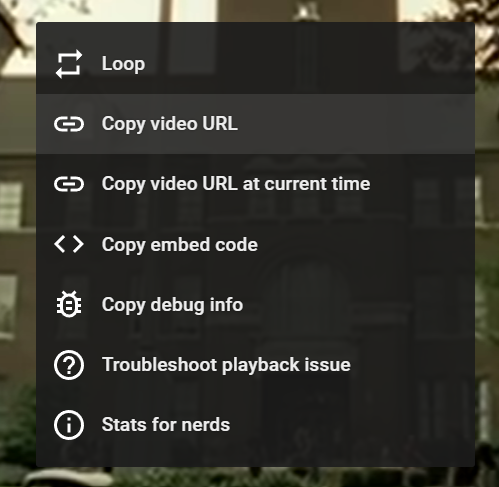 Loop
Copy video URL
Copy video URL at current time
Copy embed code
Copy debug info
Troubleshoot playback issue
Stats for nerds